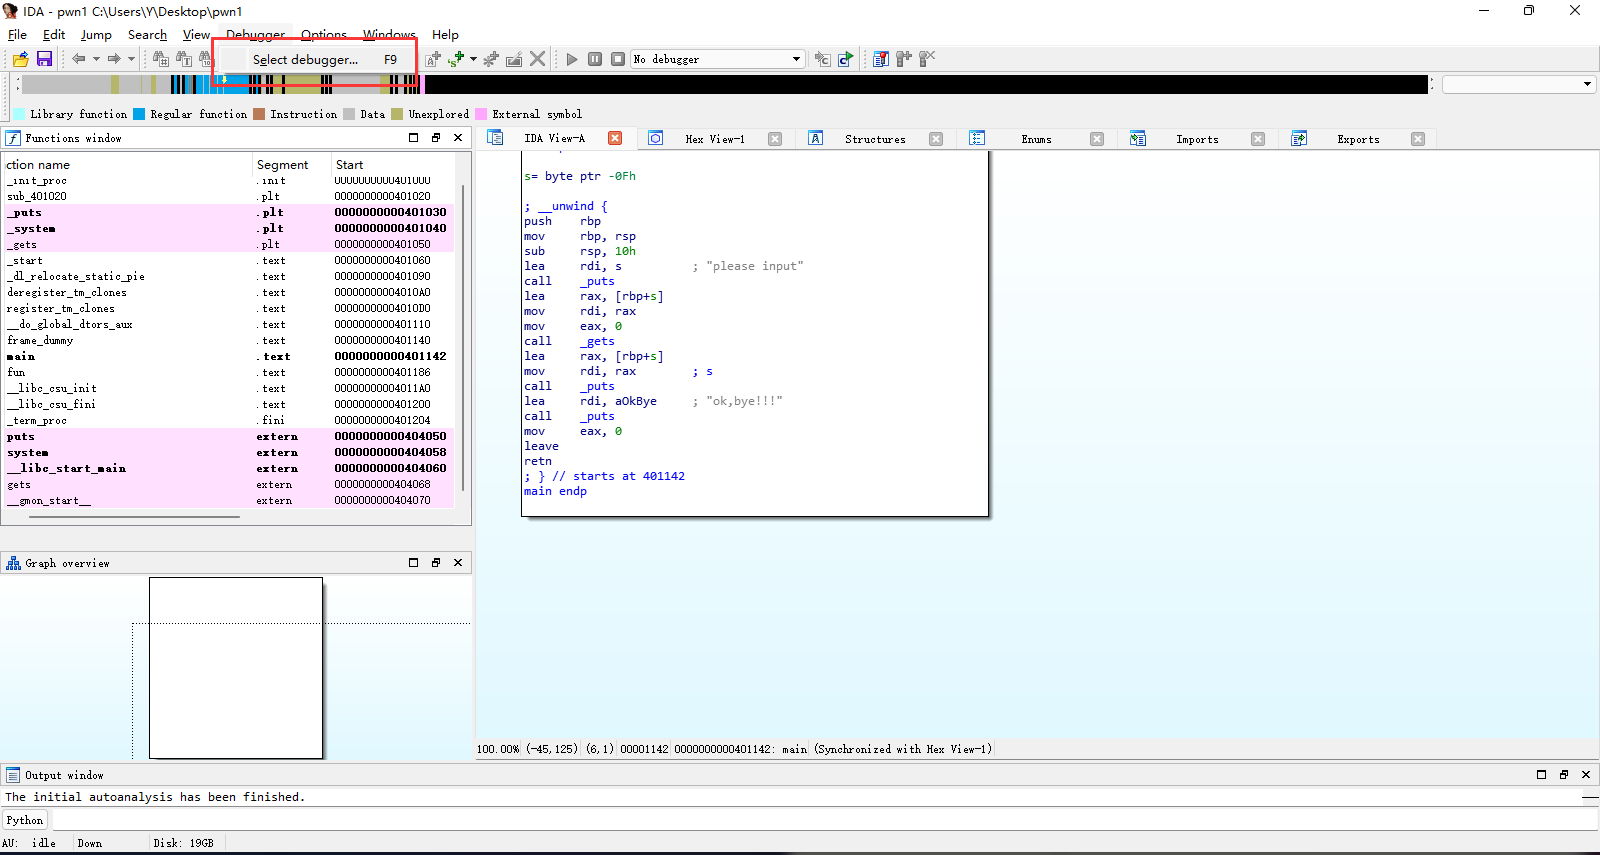 IDA - pwn1 C:\Users\Y\Desktop\pwn1
File Edit Jump Search View Debugger Options Windows Help
Select debugger... F9
No debugger
Library function Regular function Instruction Data Unexplored External symbol
Functions window
IDA View-A Hex View-1 Structures Enums Imports Exports
ction name Segment Start
_init_proc .init 0000000000401000
sub_401020 .plt 0000000000401020
_puts .plt 0000000000401030
_system .plt 0000000000401040
_gets .plt 0000000000401050
_start .text 0000000000401060
_dl_relocate_static_pie .text 0000000000401090
deregister_tm_clones .text 00000000004010A0
register_tm_clones .text 00000000004010D0
__do_global_dtors_aux .text 0000000000401110
frame_dummy .text 0000000000401140
main .text 0000000000401142
fun .text 0000000000401186
__libc_csu_init .text 00000000004011A0
__libc_csu_fini .text 0000000000401200
_term_proc .fini 0000000000401204
puts extern 0000000000404050
system extern 0000000000404058
__libc_start_main extern 0000000000404060
gets extern 0000000000404068
__gmon_start__ extern 0000000000404070
s= byte ptr -0Fh
; __unwind {
push rbp
mov rbp, rsp
sub rsp, 10h
lea rdi, s ; "please input"
call _puts
lea rax, [rbp+s]
mov rdi, rax
mov eax, 0
call _gets
lea rax, [rbp+s]
mov rdi, rax ; s
call _puts
lea rdi, aOkBye ; "ok,bye!!!"
call _puts
mov eax, 0
leave
retn
; } // starts at 401142
main endp
Graph overview
100.00% (-45,125) (6,1) 00001142 0000000000401142: main (Synchronized with Hex View-1)
Output window
The initial autoanalysis has been finished.
Python
AU: idle Down Disk: 19GB